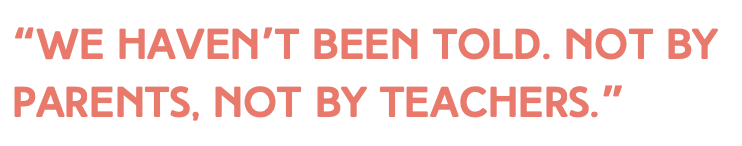 “WE HAVEN’T BEEN TOLD. NOT BY
PARENTS, NOT BY TEACHERS.”